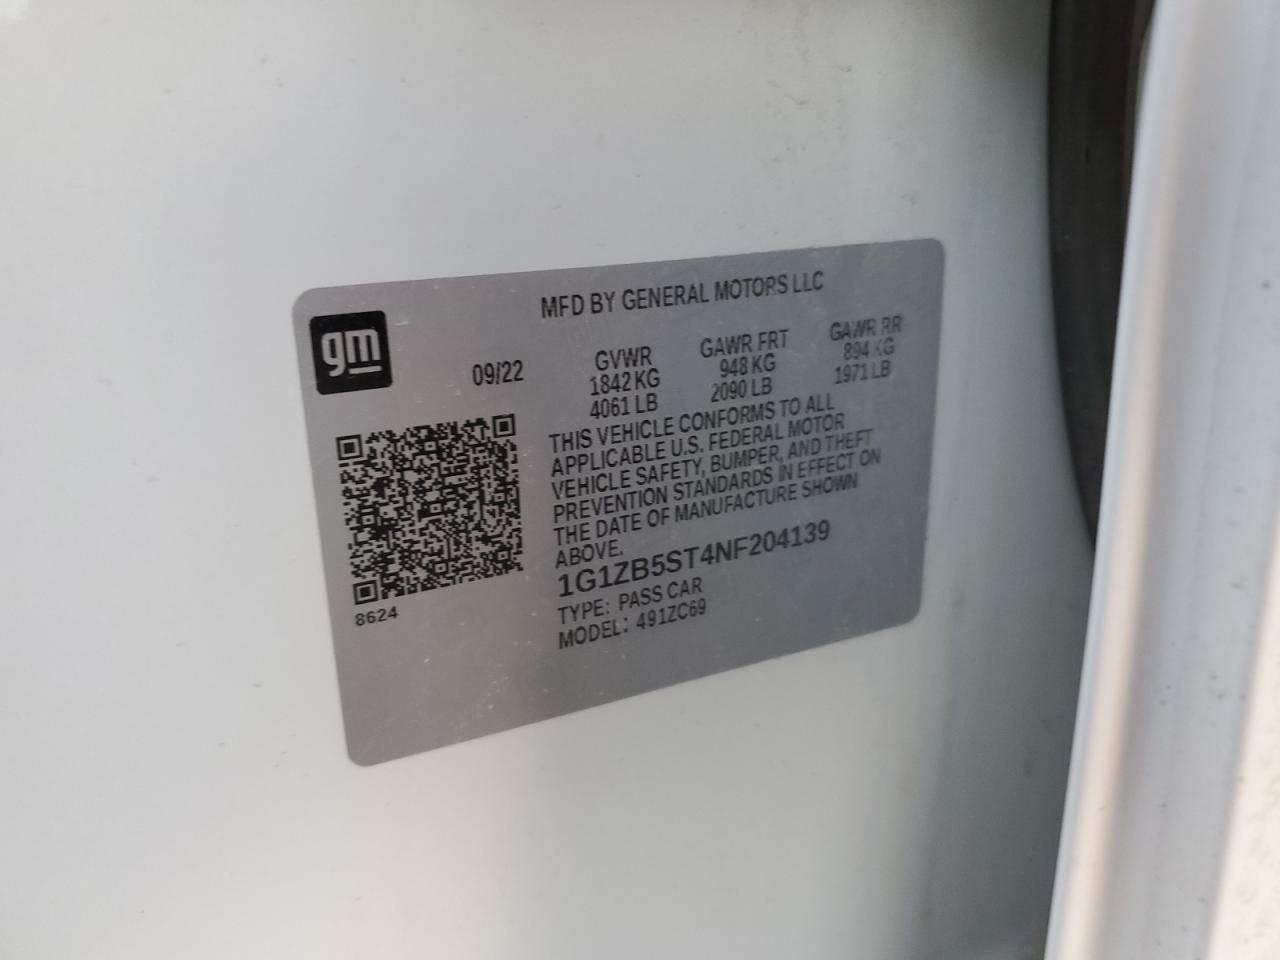 MFD BY GENERAL MOTORS LLC
gm
09/22
GVWR
1842 KG
4061 LB
GAWR FRT
948 KG
2090 LB
GAWR RR
894 KG
1971 LB
THIS VEHICLE CONFORMS TO ALL
APPLICABLE U.S. FEDERAL MOTOR
VEHICLE SAFETY, BUMPER, AND THEFT
PREVENTION STANDARDS IN EFFECT ON
THE DATE OF MANUFACTURE SHOWN
ABOVE.
1G1ZB5ST4NF204139
TYPE: PASS CAR
MODEL: 491ZC69
8624